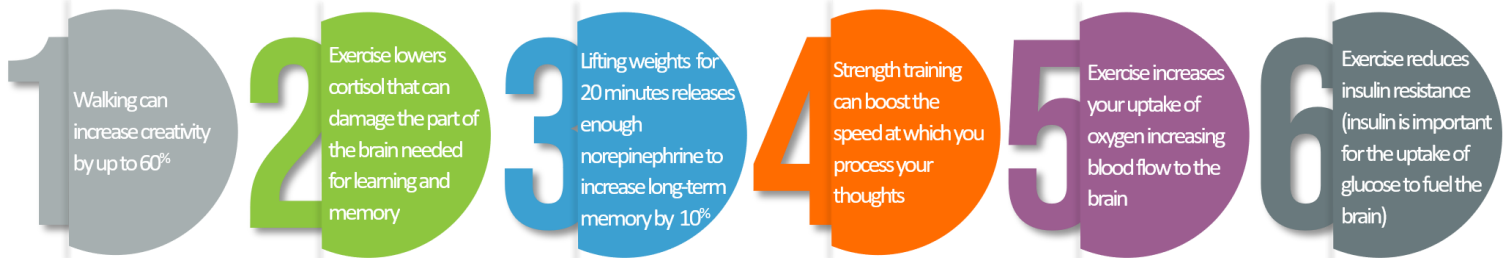 1
Walking can
increase creativity
by up to 60%
2
Exercise lowers
cortisol that can
damage the part of
the brain needed
for learning and
memory
3
Lifting weights for
20 minutes releases
enough
norepinephrine to
increase long-term
memory by 10%
4
Strength training
can boost the
speed at which you
process your
thoughts
5
Exercise increases
your uptake of
oxygen increasing
blood flow to the
brain
6
Exercise reduces
insulin resistance
(insulin is important
for the uptake of
glucose to fuel the
brain)